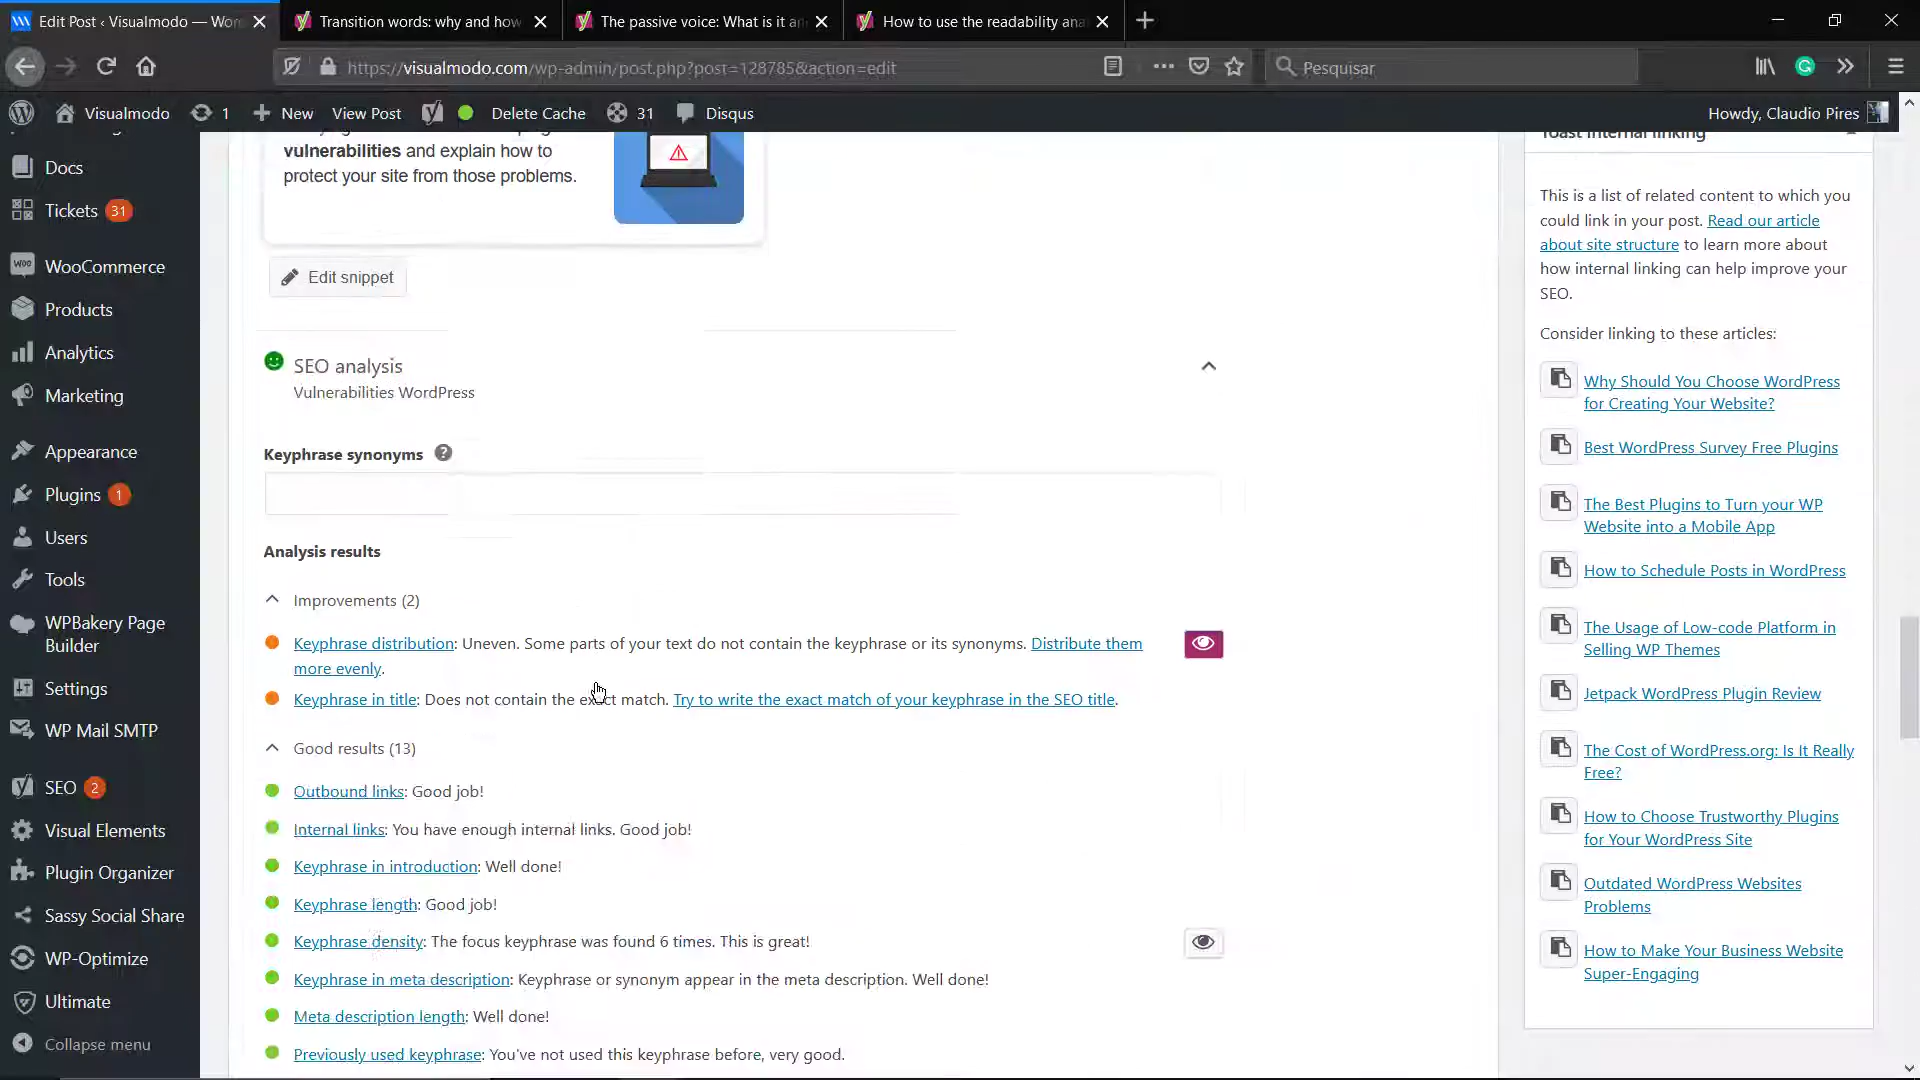 Edit Post ‹ Visualmodo — Wor
Transition words: why and how
The passive voice: What is it an
How to use the readability ana
https://visualmodo.com/wp-admin/post.php?post=128785&action=edit
Pesquisar
Visualmodo
1
New
View Post
Delete Cache
31
Disqus
Howdy, Claudio Pires
Docs
Tickets 31
WooCommerce
Products
Analytics
Marketing
Appearance
Plugins 1
Users
Tools
WPBakery Page
Builder
Settings
WP Mail SMTP
SEO 2
Visual Elements
Plugin Organizer
Sassy Social Share
WP-Optimize
Ultimate
Collapse menu
vulnerabilities and explain how to
protect your site from those problems.
Edit snippet
SEO analysis
Vulnerabilities WordPress
Keyphrase synonyms
Analysis results
Improvements (2)
Keyphrase distribution: Uneven. Some parts of your text do not contain the keyphrase or its synonyms. Distribute them
more evenly.
Keyphrase in title: Does not contain the exact match. Try to write the exact match of your keyphrase in the SEO title.
Good results (13)
Outbound links: Good job!
Internal links: You have enough internal links. Good job!
Keyphrase in introduction: Well done!
Keyphrase length: Good job!
Keyphrase density: The focus keyphrase was found 6 times. This is great!
Keyphrase in meta description: Keyphrase or synonym appear in the meta description. Well done!
Meta description length: Well done!
Previously used keyphrase: You've not used this keyphrase before, very good.
Yoast internal linking
This is a list of related content to which you
could link in your post. Read our article
about site structure to learn more about
how internal linking can help improve your
SEO.
Consider linking to these articles:
Why Should You Choose WordPress
for Creating Your Website?
Best WordPress Survey Free Plugins
The Best Plugins to Turn your WP
Website into a Mobile App
How to Schedule Posts in WordPress
The Usage of Low-code Platform in
Selling WP Themes
Jetpack WordPress Plugin Review
The Cost of WordPress.org: Is It Really
Free?
How to Choose Trustworthy Plugins
for Your WordPress Site
Outdated WordPress Websites
Problems
How to Make Your Business Website
Super-Engaging